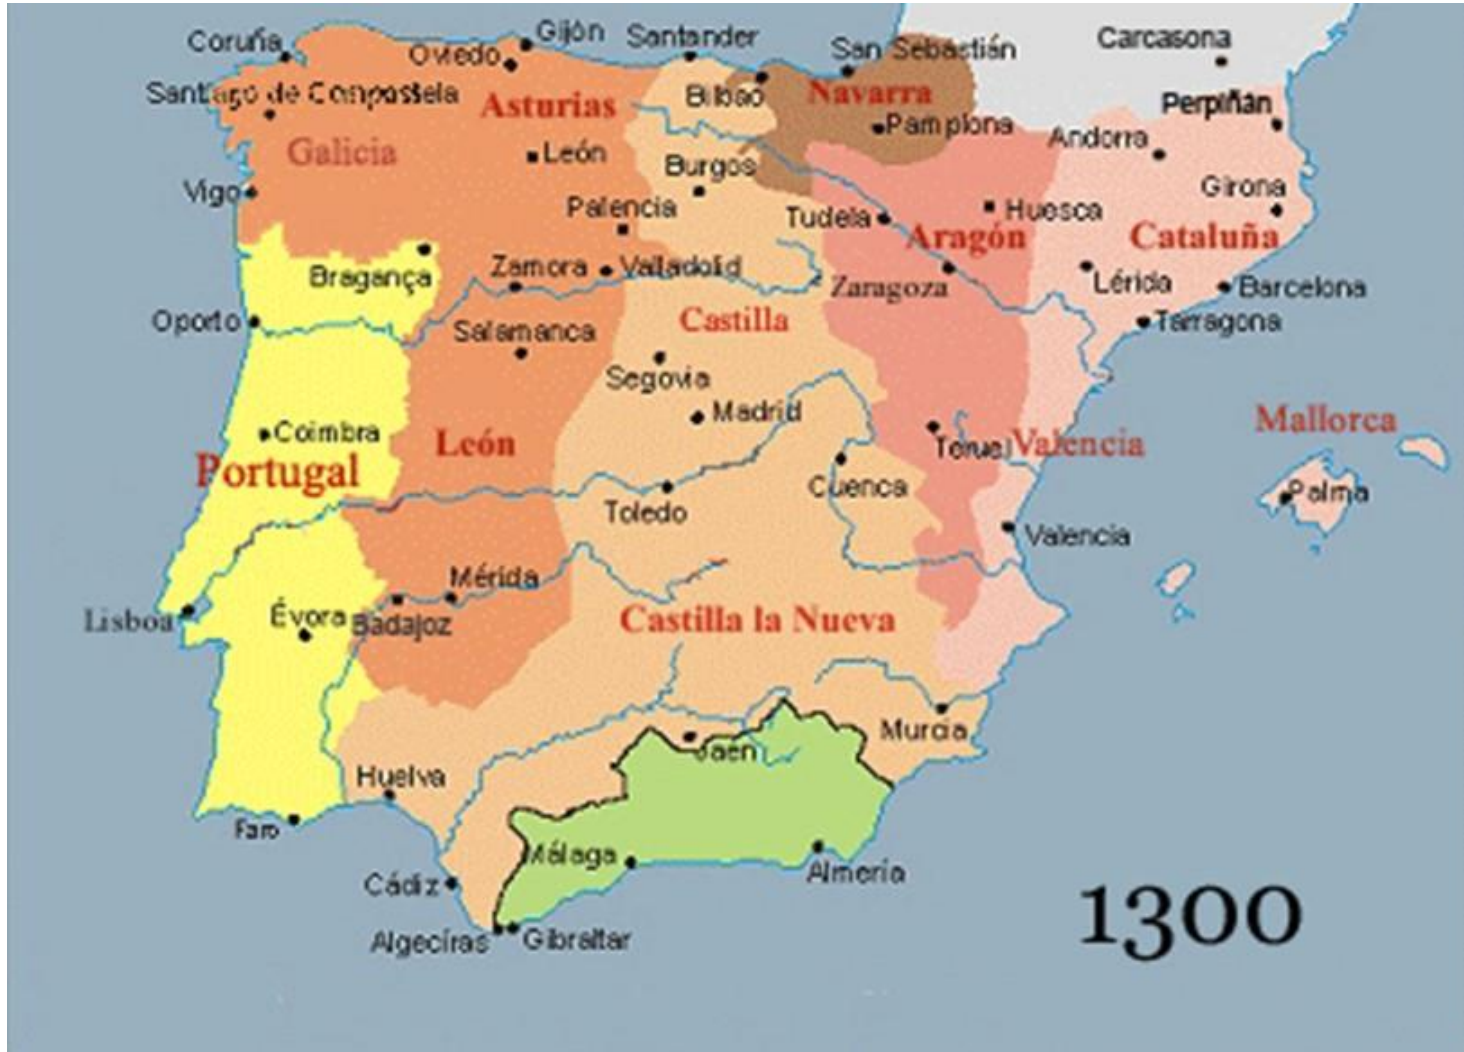 Coruña
Oviedo
Gijón
Santander
San Sebastián
Carcasona
Santiago de Compostela
Asturias
Bilbao
Navarra
Perpiñán
Galicia
León
Pamplona
Andorra
Vigo
Burgos
Girona
Palencia
Tudela
Huesca
Aragón
Cataluña
Bragança
Zamora
Valladolid
Zaragoza
Lérida
Barcelona
Oporto
Salamanca
Castilla
Tarragona
Segovia
Madrid
Mallorca
Coimbra
León
Teruel
Valencia
Portugal
Cuenca
Palma
Toledo
Valencia
Mérida
Lisboa
Évora
Badajoz
Castilla la Nueva
Murcia
Jaén
Huelva
Faro
Málaga
Almería
Cádiz
1300
Algecíras
Gibraltar